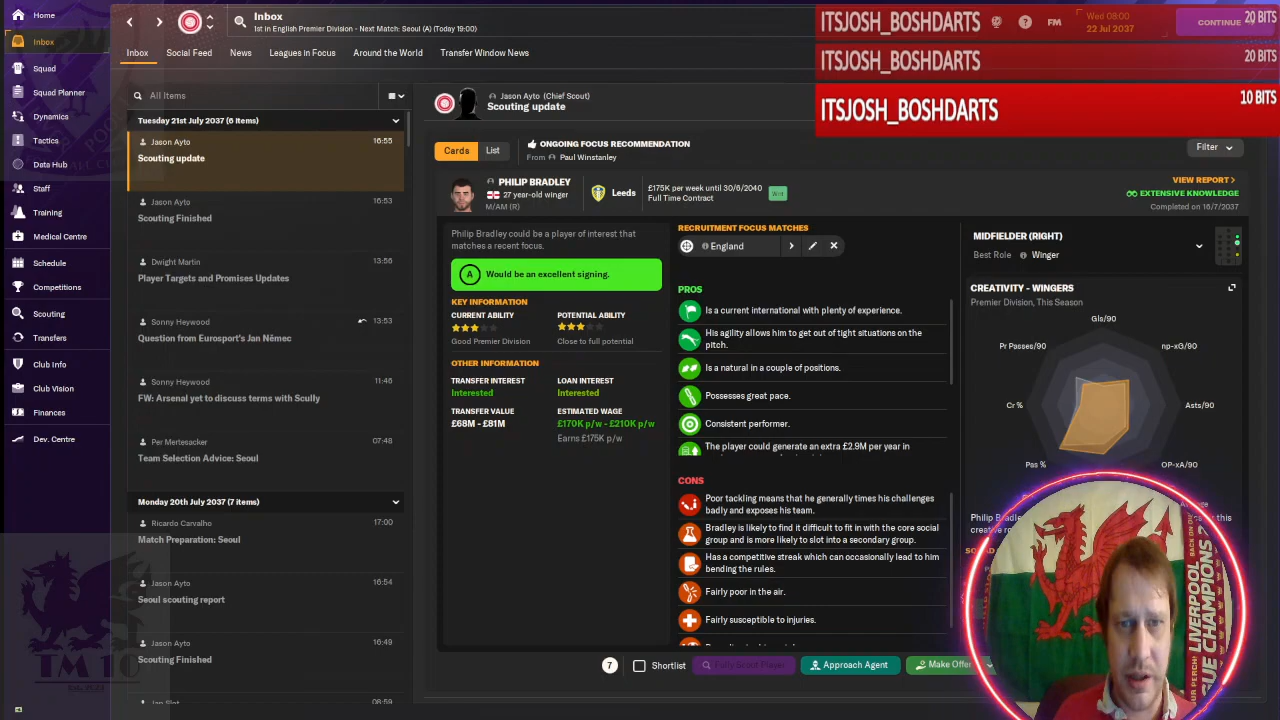 Home
Inbox
Squad
Squad Planner
Dynamics
Tactics
Data Hub
Staff
Training
Medical Centre
Schedule
Competitions
Scouting
Transfers
Club Info
Club Vision
Finances
Dev. Centre
TM 10
Inbox
1st in English Premier Division - Next Match: Seoul (A) (Today 19:00)
FM
Wed 08:00
22 Jul 2037
CONTINUE
ITSJOSH_BOSHDARTS
20 BITS
ITSJOSH_BOSHDARTS
20 BITS
ITSJOSH_BOSHDARTS
10 BITS
Inbox
Social Feed
News
Leagues in Focus
Around the World
Transfer Window News
All Items
Tuesday 21st July 2037 (6 Items)
Jason Ayto
16:55
Scouting update
Jason Ayto
16:53
Scouting Finished
Dwight Martin
13:56
Player Targets and Promises Updates
Sonny Heywood
13:53
Question from Eurosport's Jan Němec
Sonny Heywood
11:46
FW: Arsenal yet to discuss terms with Scully
Per Mertesacker
07:48
Team Selection Advice: Seoul
Monday 20th July 2037 (7 Items)
Ricardo Carvalho
17:00
Match Preparation: Seoul
Jason Ayto
16:54
Seoul scouting report
Jason Ayto
16:49
Scouting Finished
08:59
Jason Ayto (Chief Scout)
Scouting update
Cards
List
ONGOING FOCUS RECOMMENDATION
From Paul Winstanley
Filter
PHILIP BRADLEY
27 year-old winger
M/AM (R)
Leeds
£175K per week until 30/6/2040
Full Time Contract
Wnt
VIEW REPORT >
EXTENSIVE KNOWLEDGE
Completed on 16/7/2037
Philip Bradley could be a player of interest that
matches a recent focus.
A
Would be an excellent signing.
KEY INFORMATION
CURRENT ABILITY
Good Premier Division
POTENTIAL ABILITY
Close to full potential
OTHER INFORMATION
TRANSFER INTEREST
Interested
LOAN INTEREST
Interested
TRANSFER VALUE
£68M - £81M
ESTIMATED WAGE
£170K p/w - £210K p/w
Earns £175K p/w
RECRUITMENT FOCUS MATCHES
England
PROS
Is a current international with plenty of experience.
His agility allows him to get out of tight situations on the
pitch.
Is a natural in a couple of positions.
Possesses great pace.
Consistent performer.
The player could generate an extra £2.9M per year in
CONS
Poor tackling means that he generally times his challenges
badly and exposes his team.
Bradley is likely to find it difficult to fit in with the core social
group and is more likely to slot into a secondary group.
Has a competitive streak which can occasionally lead to him
bending the rules.
Fairly poor in the air.
Fairly susceptible to injuries.
MIDFIELDER (RIGHT)
Best Role Winger
CREATIVITY - WINGERS
Premier Division, This Season
Gls/90
np-xG/90
Asts/90
OP-xA/90
Pas %
Cr %
Pr Passes/90
7
Shortlist
Fully Scout Player
Approach Agent
Make Offer
LIVERPOOL